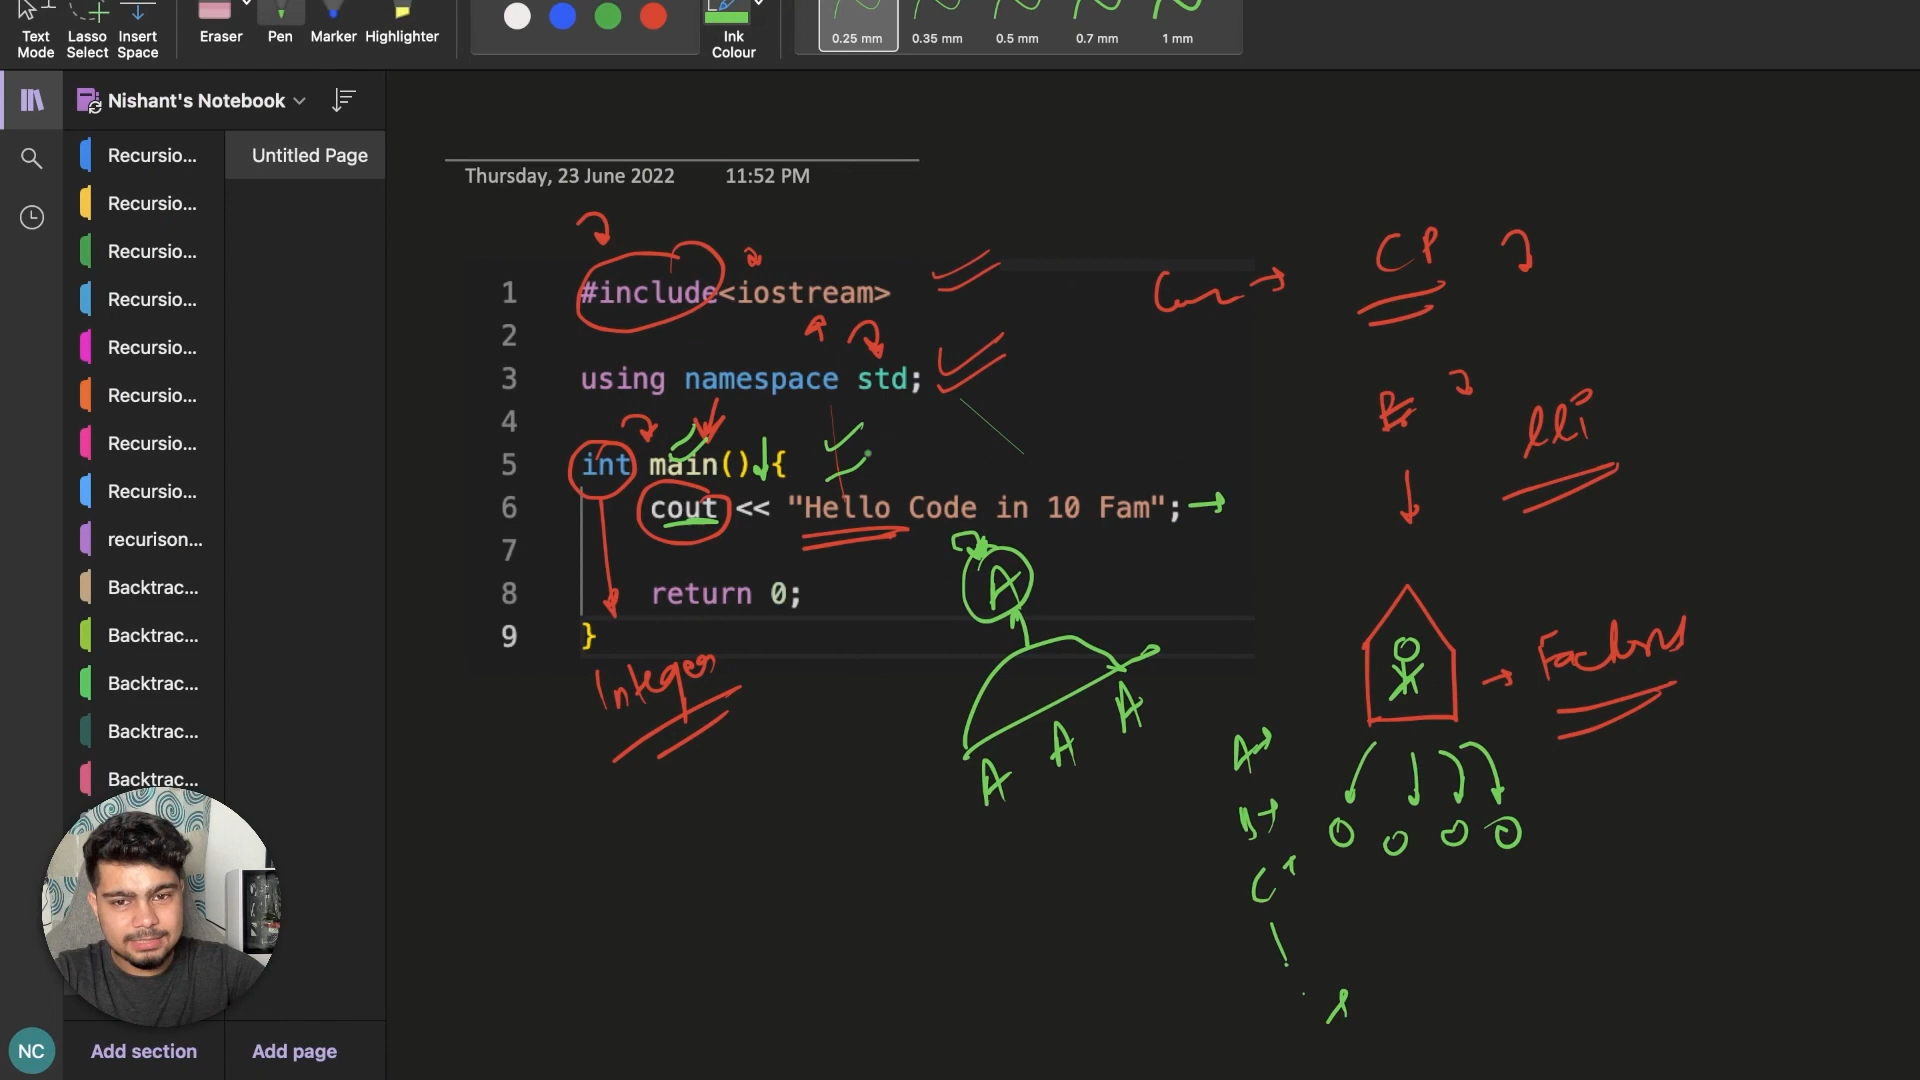 Text Mode
Lasso Select
Insert Space
Eraser
Pen
Marker
Highlighter
Ink Colour
0.25 mm
0.35 mm
0.5 mm
0.7 mm
1 mm
Nishant's Notebook
Recursio...
Recursio...
Recursio...
Recursio...
Recursio...
Recursio...
Recursio...
Recursio...
recurison...
Backtrac...
Backtrac...
Backtrac...
Backtrac...
Backtrac...
Untitled Page
Thursday, 23 June 2022 11:52 PM
1 #include<iostream>
2
3 using namespace std;
4
5 int main(){
6 cout << "Hello Code in 10 Fam";
7
8 return 0;
9 }
Integer
CP
A
A
A
A
A
C
NC
Add section
Add page